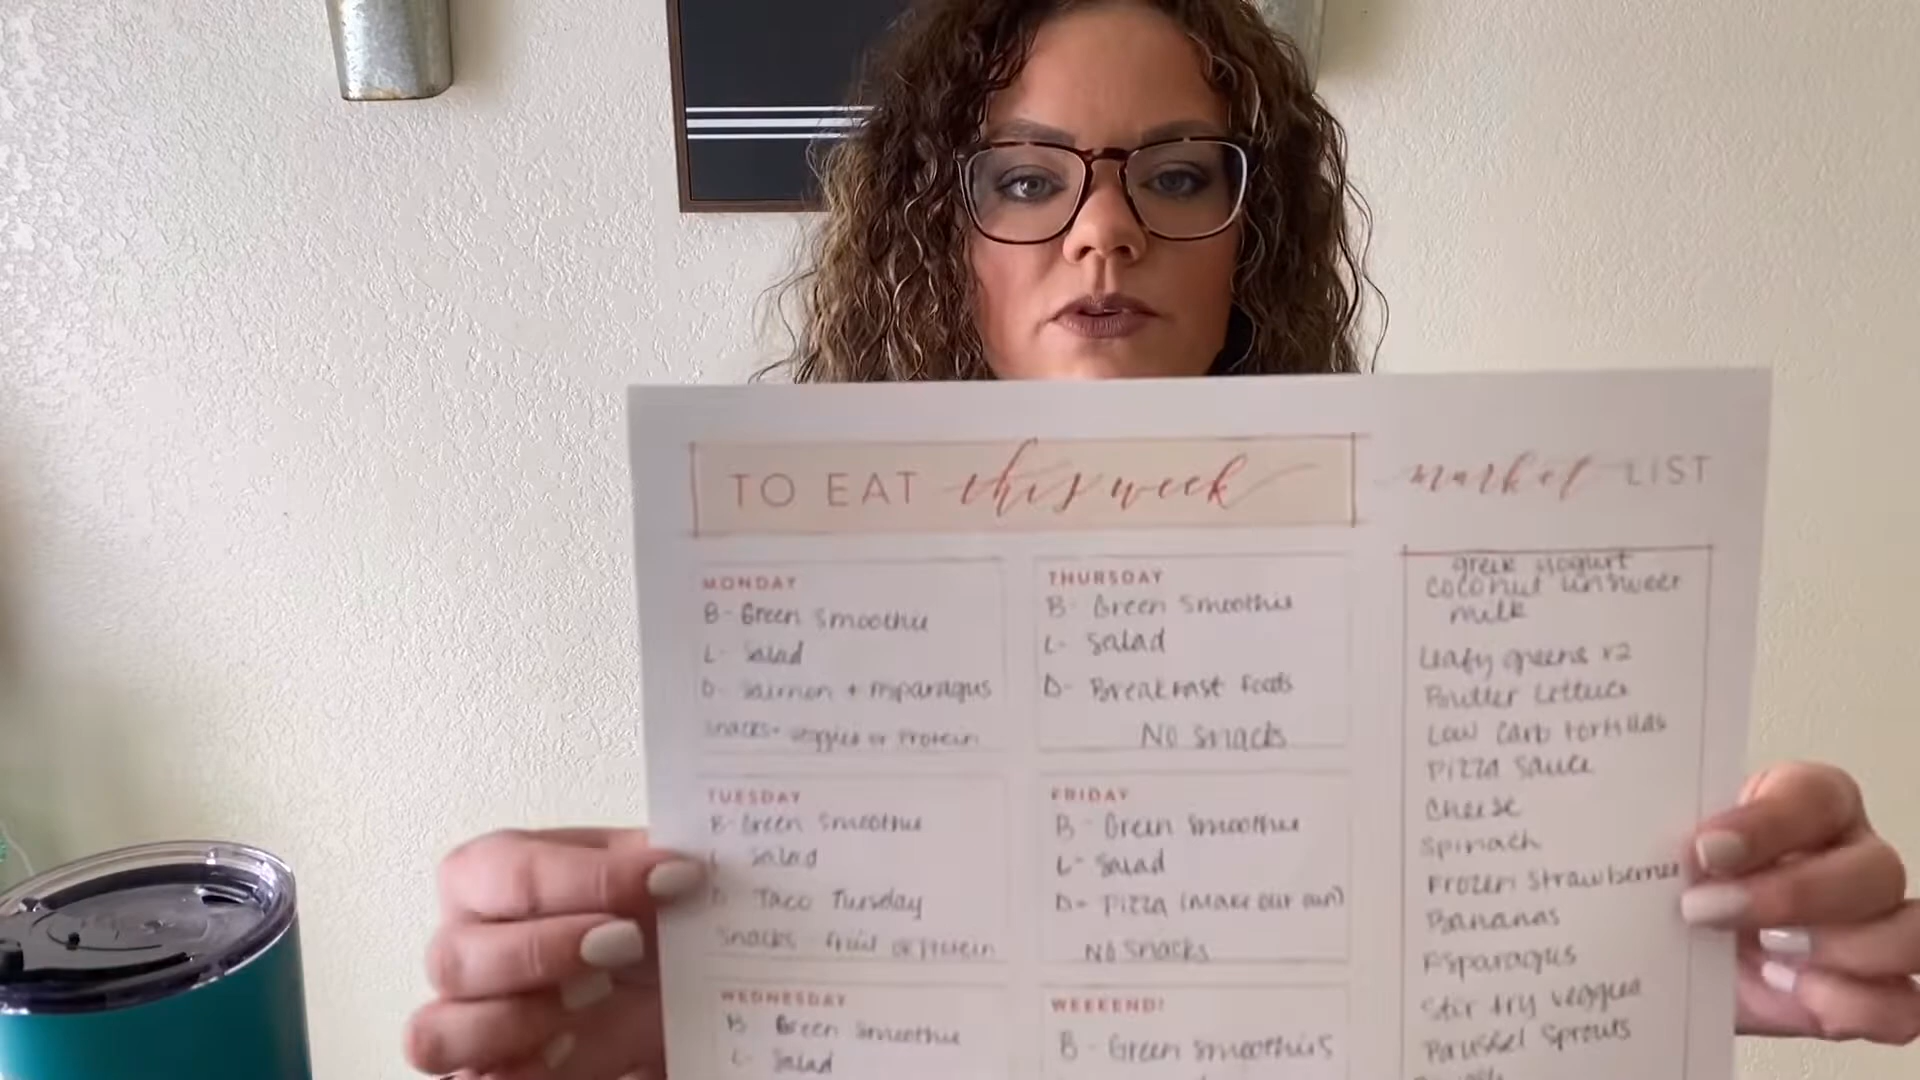 TO EAT this week
MONDAY
B- Green Smoothie
L- Salad
D- Salmon + Asparagus
Snacks- veggies or Protein
TUESDAY
B- Green Smoothie
L Salad
D- Taco Tuesday
Snacks - fruit or Protein
WEDNESDAY
B Green Smoothie
L- Salad
THURSDAY
B- Green Smoothie
L- Salad
D- Breakfast foods
No snacks
FRIDAY
B- Green Smoothie
L- Salad
D- Pizza (make our own)
No Snacks
WEEKEND!
B- Green Smoothies
market LIST
greek yogurt
coconut unsweet
milk
Leafy greens x2
Butter Lettuce
Low carb tortillas
Pizza sauce
Cheese
Spinach
Frozen Strawberries
Bananas
Asparagus
Stir fry veggies
Brussel Sprouts